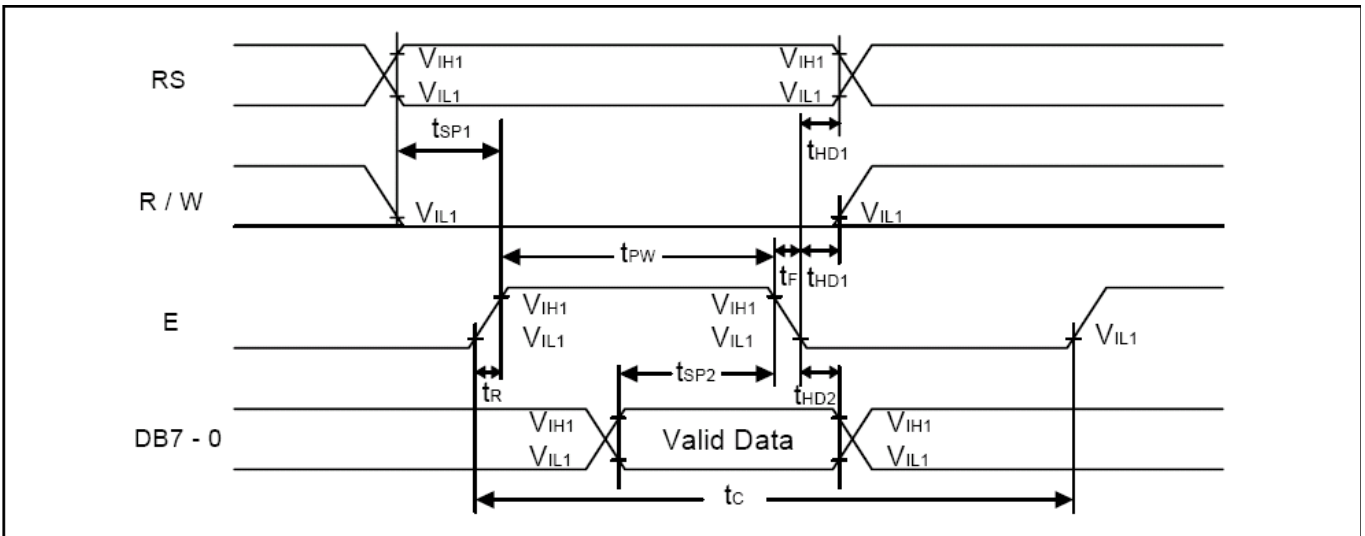 RS
VIH1
VIH1
VIL1
VIL1
tSP1
tHD1
R / W
VIL1
VIL1
tPW
tF
tHD1
E
VIH1
VIH1
VIL1
VIL1
VIL1
tR
tSP2
tHD2
DB7 - 0
VIH1
Valid Data
VIH1
VIL1
VIL1
tC